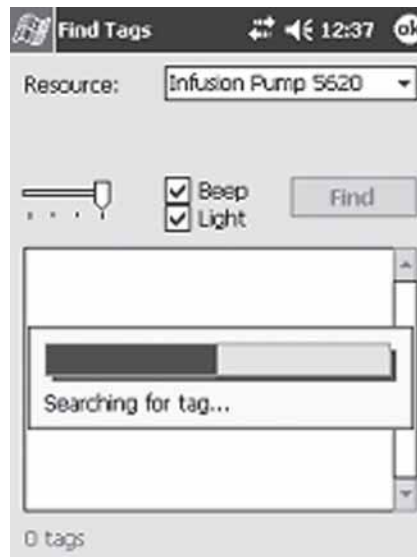 Find Tags 12:37 ok
Resource: Infusion Pump 5620
Beep
Light
Find
Searching for tag...
0 tags